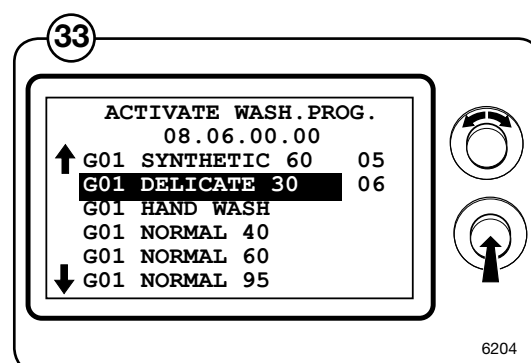 33
ACTIVATE WASH.PROG.
08.06.00.00
G01 SYNTHETIC 60 05
G01 DELICATE 30 06
G01 HAND WASH
G01 NORMAL 40
G01 NORMAL 60
G01 NORMAL 95
6204